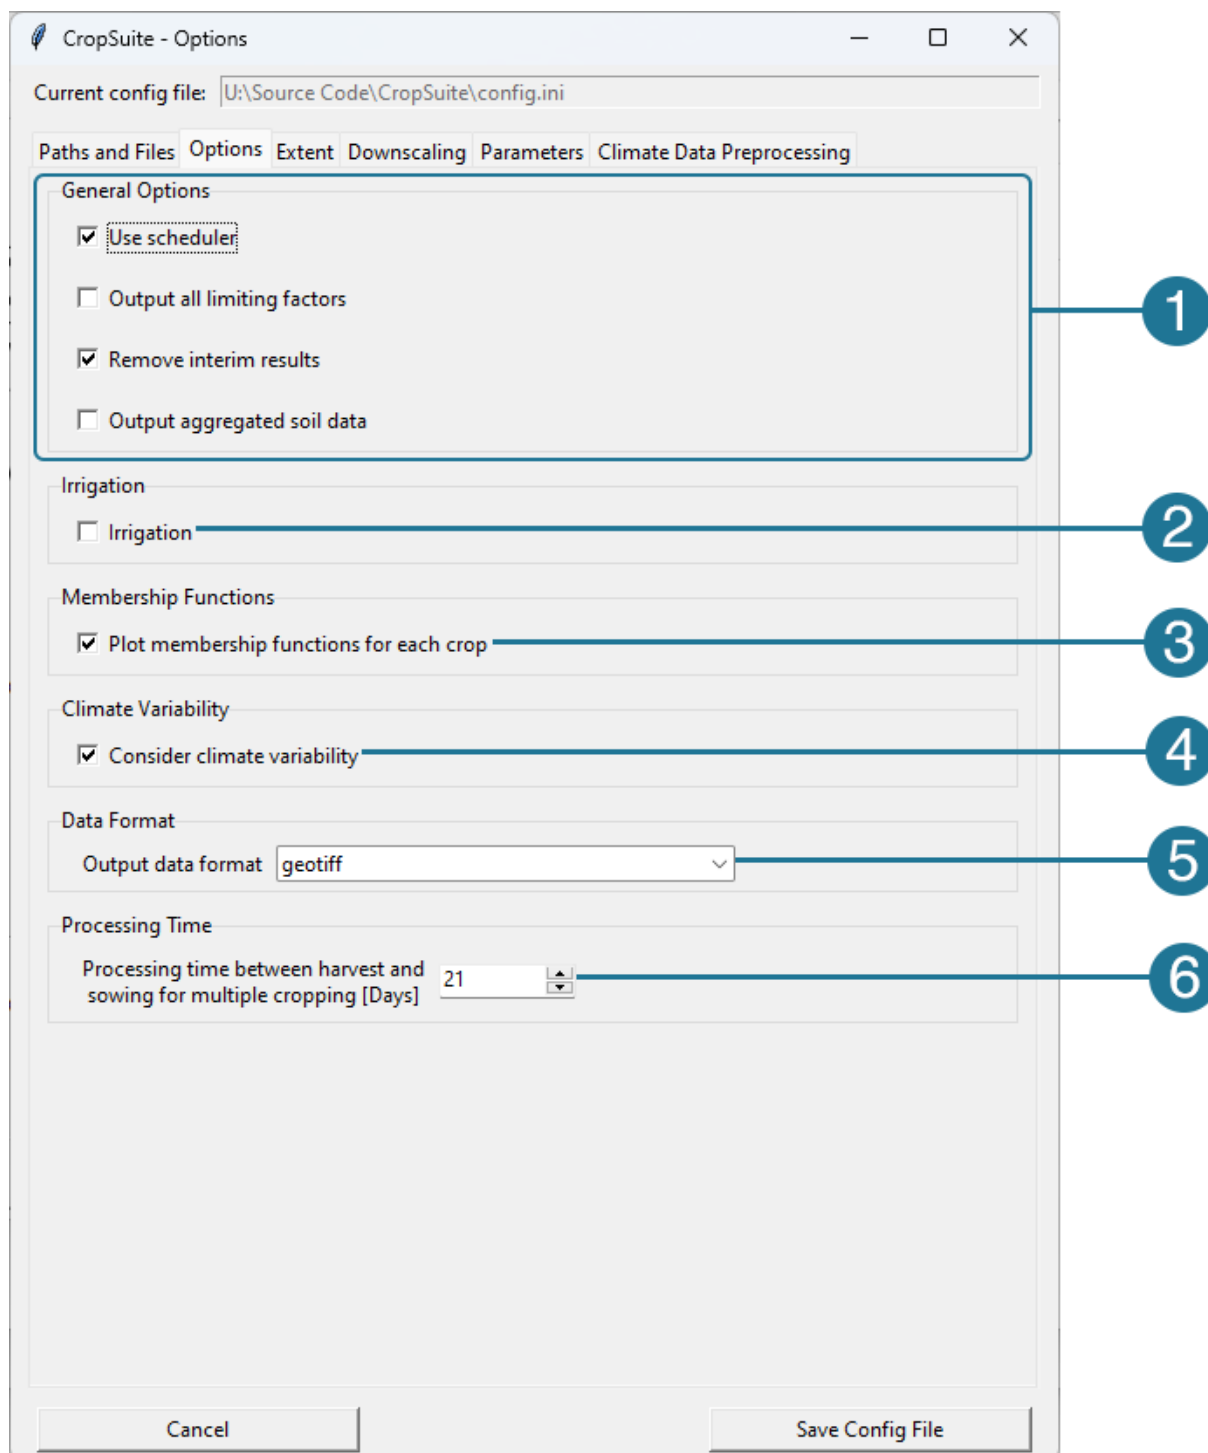 CropSuite - Options
Current config file: U:\Source Code\CropSuite\config.ini
Paths and Files Options Extent Downscaling Parameters Climate Data Preprocessing
General Options
Use scheduler
Output all limiting factors
1
Remove interim results
Output aggregated soil data
Irrigation
Irrigation
2
Membership Functions
Plot membership functions for each crop
3
Climate Variability
Consider climate variability
4
Data Format
Output data format geotiff
5
Processing Time
Processing time between harvest and
sowing for multiple cropping [Days]
21
6
Cancel Save Config File